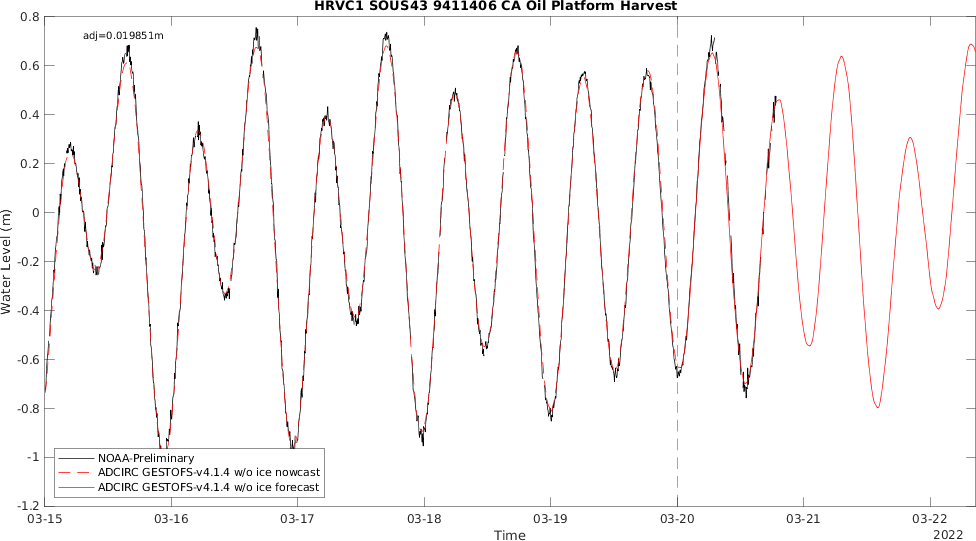 HRVC1 SOUS43 9411406 CA Oil Platform Harvest
adj=0.019851m
0.8
0.6
0.4
0.2
0
-0.2
-0.4
-0.6
-0.8
-1
-1.2
Water Level (m)
NOAA-Preliminary
ADCIRC GESTOFS-v4.1.4 w/o ice nowcast
ADCIRC GESTOFS-v4.1.4 w/o ice forecast
03-15 03-16 03-17 03-18 03-19 03-20 03-21 03-22
Time
2022